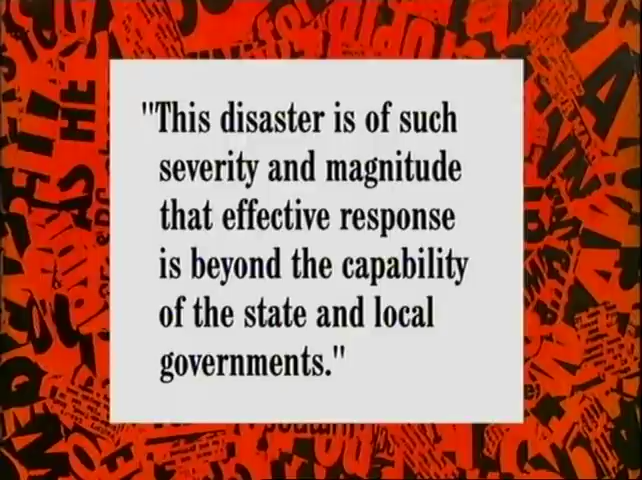 "This disaster is of such
severity and magnitude
that effective response
is beyond the capability
of the state and local
governments."